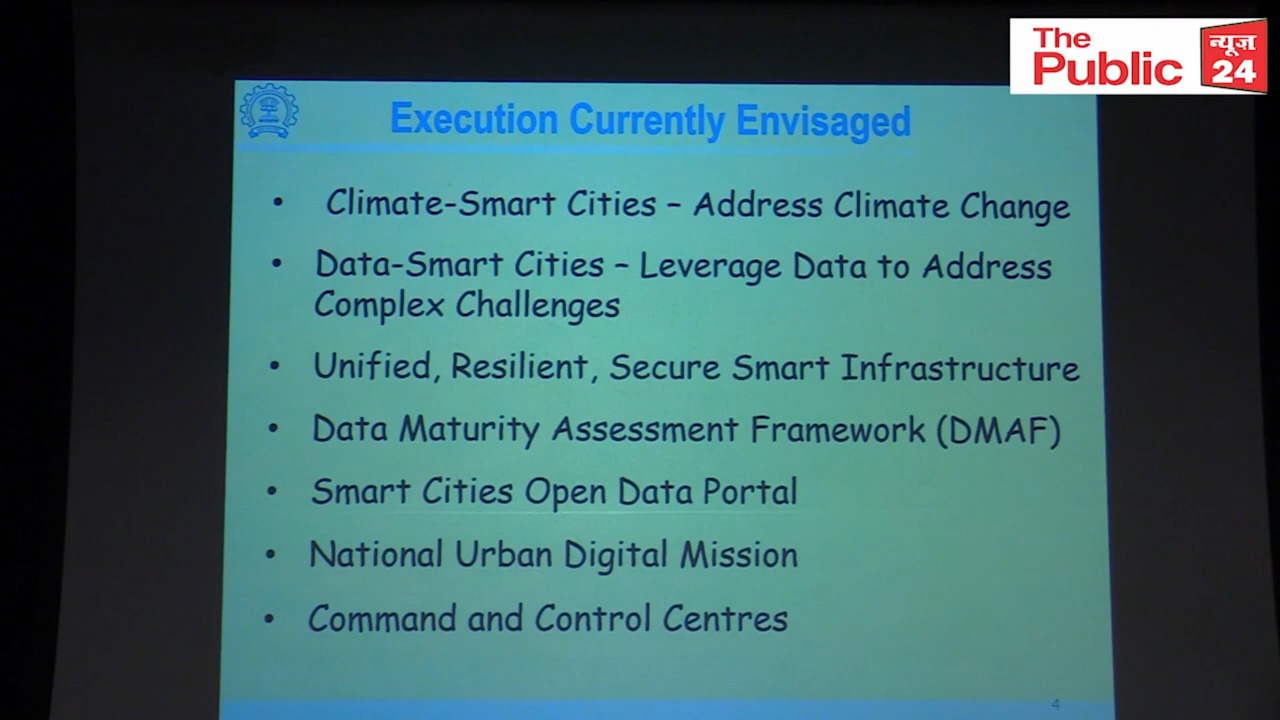 The
Public
न्यूज़
24
Execution Currently Envisaged
• Climate-Smart Cities – Address Climate Change
• Data-Smart Cities – Leverage Data to Address
Complex Challenges
• Unified, Resilient, Secure Smart Infrastructure
• Data Maturity Assessment Framework (DMAF)
• Smart Cities Open Data Portal
• National Urban Digital Mission
• Command and Control Centres
4